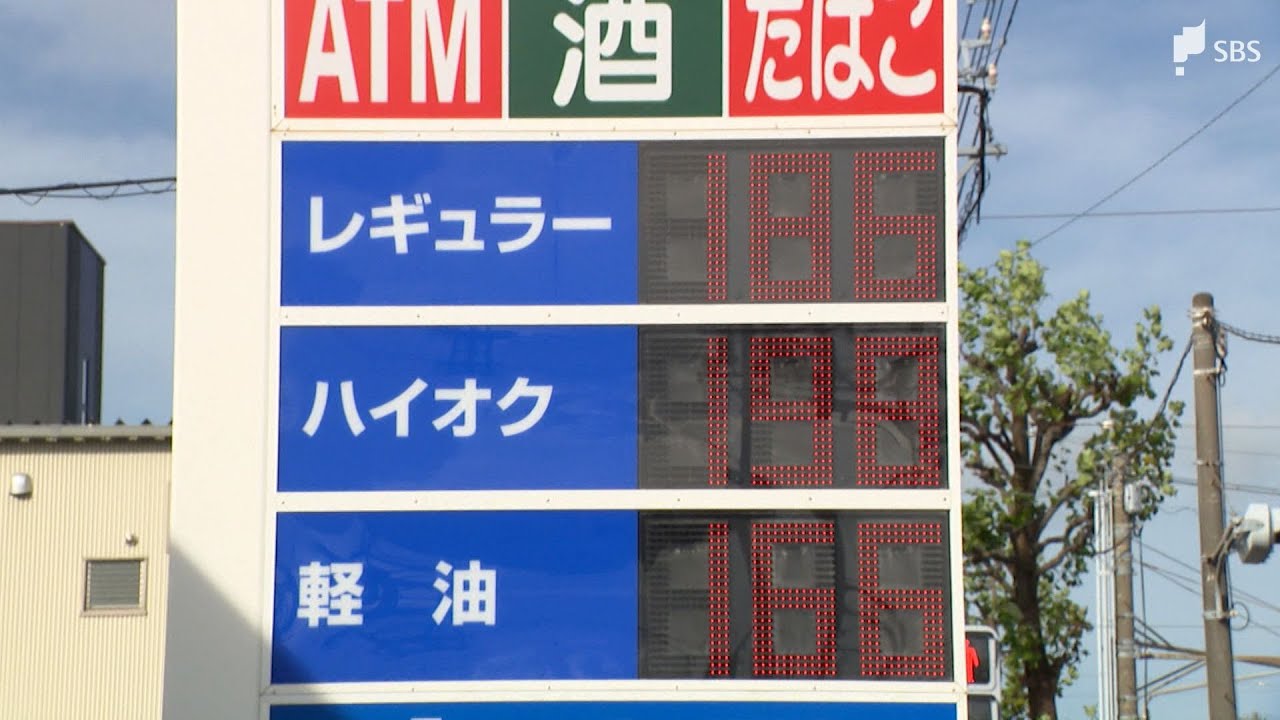 ATM 酒 たばこ
SBS
レギュラー 186
ハイオク 198
軽油 166